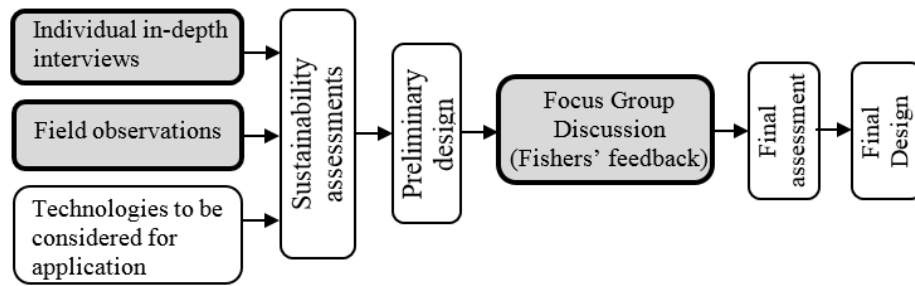 Individual in-depth
interviews
Field observations
Technologies to be
considered for
application
Sustainability
assessments
Preliminary
design
Focus Group
Discussion
(Fishers’ feedback)
Final
assessment
Final
Design